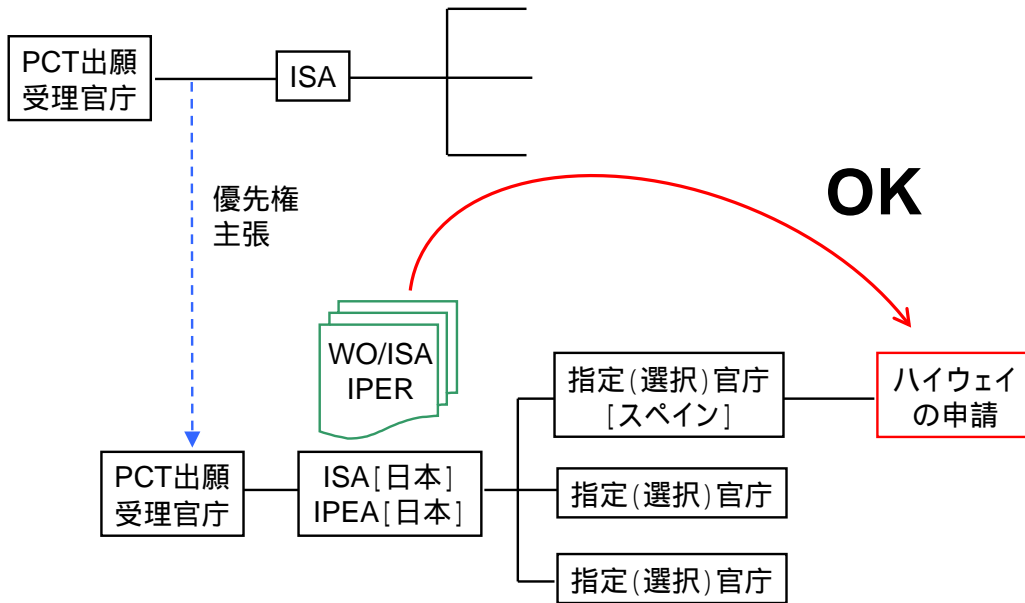 PCT出願
受理官庁
ISA
OK
優先権
主張
WO/ISA
IPER
指定(選択)官庁
[スペイン]
ハイウェイ
の申請
PCT出願
受理官庁
ISA[日本]
IPEA[日本]
指定(選択)官庁
指定(選択)官庁